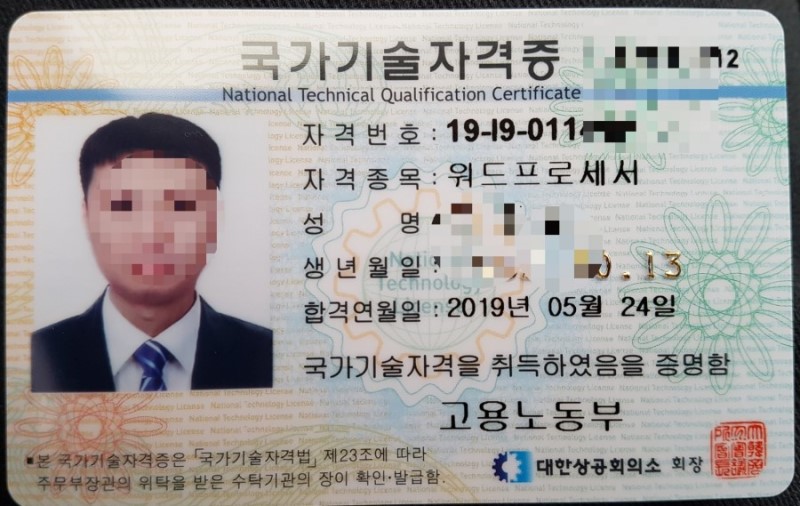 국가기술자격증
National Technical Qualification Certificate
자격번호 : 19-I9-011
자격종목 : 워드프로세서
성 명
생년월일 : 0.13
합격연월일 : 2019년 05월 24일
국가기술자격을 취득하였음을 증명함
고용노동부
▪본 국가기술자격증은 「국가기술자격법」 제23조에 따라
주무부장관의 위탁을 받은 수탁기관의 장이 확인·발급함.
대한상공회의소 회장